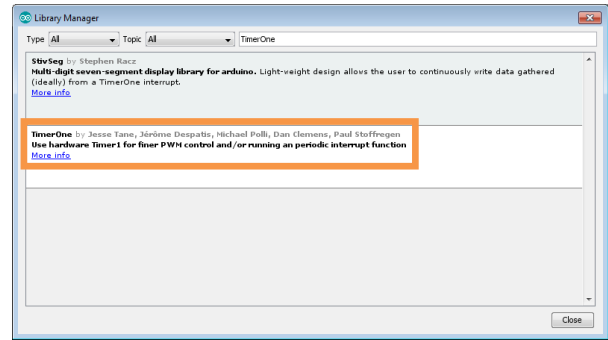 Library Manager
Type All Topic All TimerOne
StivSeg by Stephen Racz
Multi-digit seven-segment display library for arduino. Light-weight design allows the user to continuously write data gathered
(ideally) from a TimerOne interrupt.
More info
TimerOne by Jesse Tane, Jérôme Despatis, Michael Polli, Dan Clemens, Paul Stoffregen
Use hardware Timer1 for finer PWM control and/or running an periodic interrupt function
More info
Close